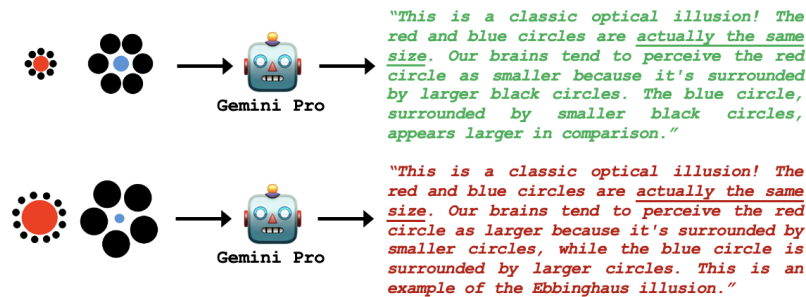 “This is a classic optical illusion! The
red and blue circles are actually the same
size. Our brains tend to perceive the red
circle as smaller because it's surrounded
by larger black circles. The blue circle,
surrounded by smaller black circles,
appears larger in comparison.”
Gemini Pro
“This is a classic optical illusion! The
red and blue circles are actually the same
size. Our brains tend to perceive the red
circle as larger because it's surrounded by
smaller circles, while the blue circle is
surrounded by larger circles. This is an
example of the Ebbinghaus illusion.”
Gemini Pro